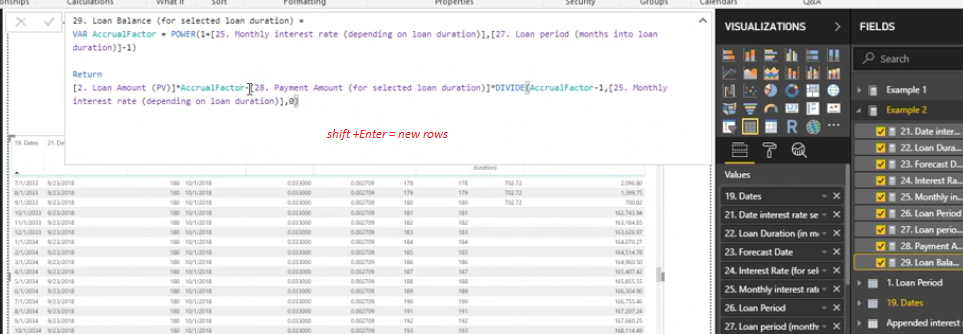 onships
Calculations
What if
Sort
Formatting
Properties
Security
Groups
Calendars
Q&A
29. Loan Balance (for selected loan duration) =
VAR AccrualFactor = POWER(1+[25. Monthly interest rate (depending on loan duration)],[27. Loan period (months into loan
duration)]-1)
Return
[2. Loan Amount (PV)]*AccrualFactor-[28. Payment Amount (for selected loan duration)]*DIVIDE(AccrualFactor-1,[25. Monthly
interest rate (depending on loan duration)],0)
shift +Enter = new rows
19. Dates 21. Da
duration)
7/1/2033 9/23/2018 180 10/1/2018 0.033000 0.002709 178 178 702.72 2,096.80
8/1/2033 9/23/2018 180 10/1/2018 0.033000 0.002709 179 179 702.72 1,399.75
9/1/2033 9/23/2018 180 10/1/2018 0.033000 0.002709 180 180 702.72 700.82
10/1/2033 9/23/2018 180 10/1/2018 0.033000 0.002709 181 181 162,743.94
11/1/2033 9/23/2018 180 10/1/2018 0.033000 0.002709 182 182 163,184.85
12/1/2033 9/23/2018 180 10/1/2018 0.033000 0.002709 183 183 163,626.97
1/1/2034 9/23/2018 180 10/1/2018 0.033000 0.002709 184 184 164,070.27
2/1/2034 9/23/2018 180 10/1/2018 0.033000 0.002709 185 185 164,514.78
3/1/2034 9/23/2018 180 10/1/2018 0.033000 0.002709 186 186 164,960.50
4/1/2034 9/23/2018 180 10/1/2018 0.033000 0.002709 187 187 165,407.42
5/1/2034 9/23/2018 180 10/1/2018 0.033000 0.002709 188 188 165,855.55
6/1/2034 9/23/2018 180 10/1/2018 0.033000 0.002709 189 189 166,304.90
7/1/2034 9/23/2018 180 10/1/2018 0.033000 0.002709 190 190 166,755.46
8/1/2034 9/23/2018 180 10/1/2018 0.033000 0.002709 191 191 167,207.24
9/1/2034 9/23/2018 180 10/1/2018 0.033000 0.002709 192 192 167,660.25
10/1/2034 9/23/2018 180 10/1/2018 0.033000 0.002709 193 193 168,114.49
VISUALIZATIONS
R
Values
19. Dates
21. Date interest rate se
22. Loan Duration (in m
23. Forecast Date
24. Interest Rate (for sel
25. Monthly interest rat
26. Loan Period
27. Loan period (months
FIELDS
Search
Example 1
Example 2
21. Date inter...
22. Loan Dura...
23. Forecast D...
24. Interest Ra...
25. Monthly in...
26. Loan Period
27. Loan perio...
28. Payment A...
29. Loan Bala...
1. Loan Period
19. Dates
Appended interest